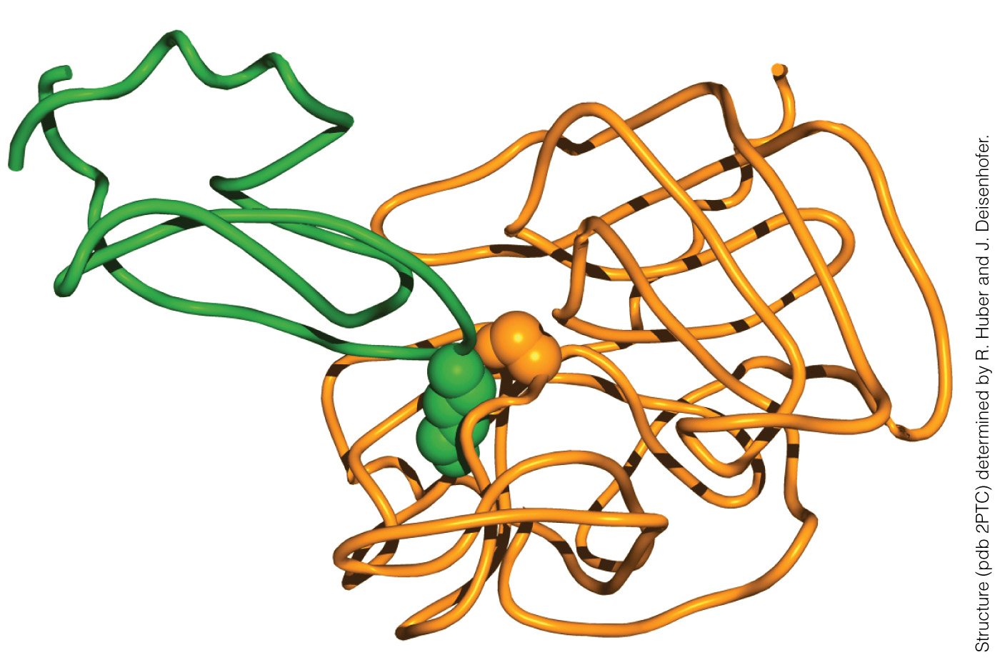 Structure (pdb 2PTC) determined by R. Huber and J. Deisenhofer.